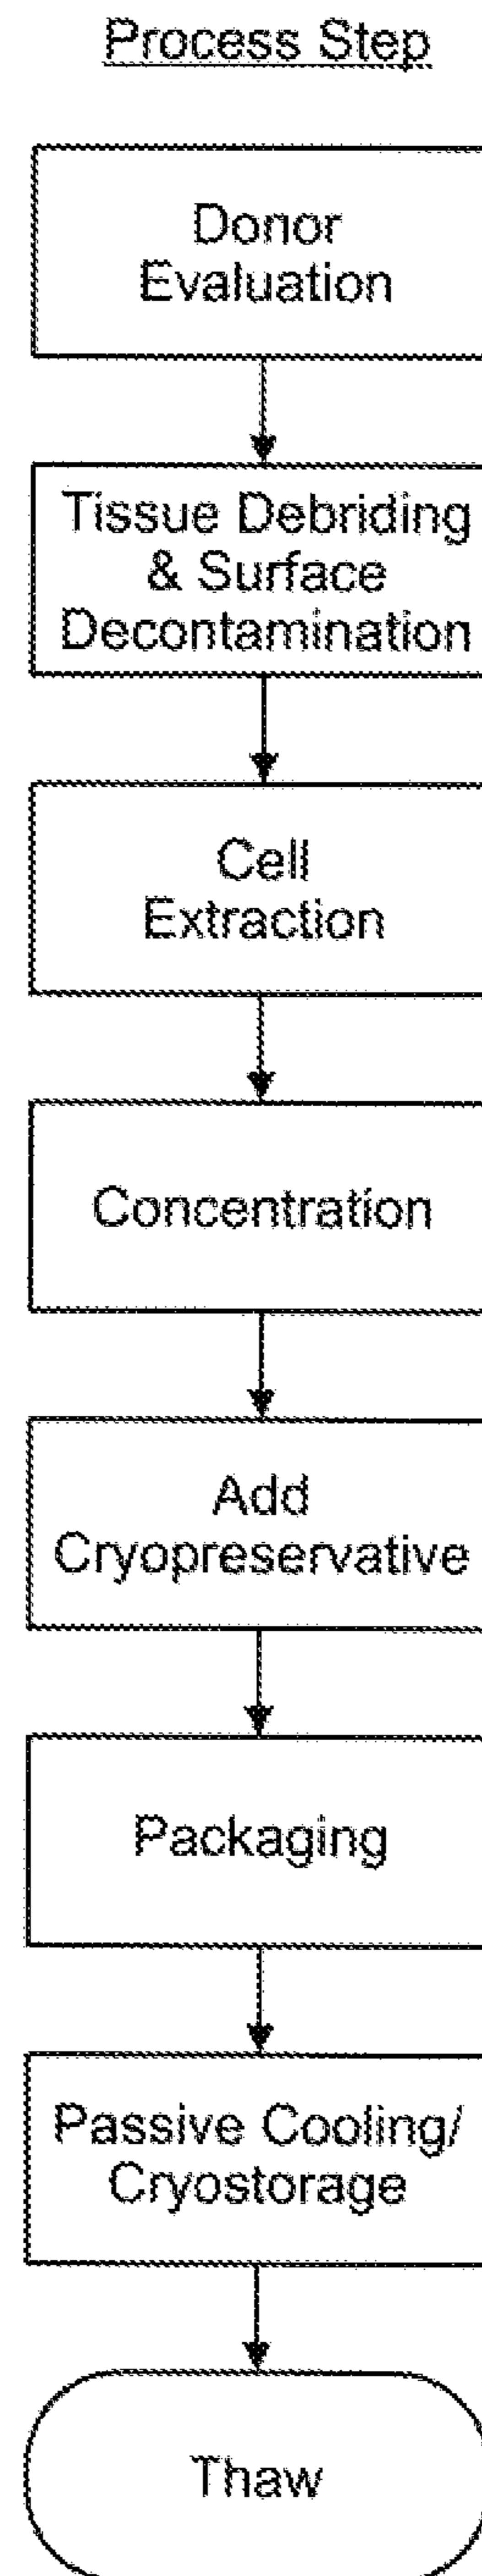 Process Step
Donor
Evaluation
Tissue Debriding
& Surface
Decontamination
Cell
Extraction
Concentration
Add
Cryopreservative
Packaging
Passive Cooling/
Cryostorage
Thaw